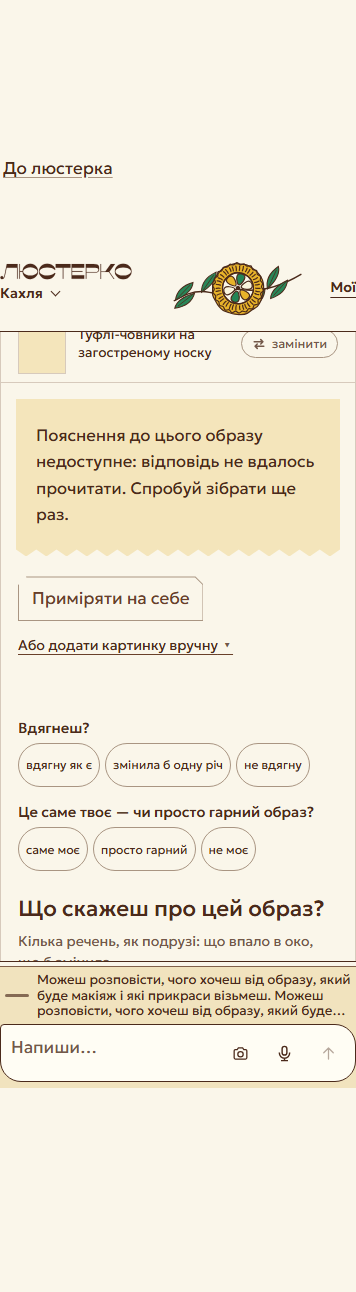 До люстерка
ЛЮСТЕРКО
Кахля
Мої
Туфлі-човники на
загостреному носку
замінити
Пояснення до цього образу
недоступне: відповідь не вдалось
прочитати. Спробуй зібрати ще
раз.
Приміряти на себе
Або додати картинку вручну
Вдягнеш?
вдягну як є
змінила б одну річ
не вдягну
Це саме твоє — чи просто гарний образ?
саме моє
просто гарний
не моє
Що скажеш про цей образ?
Кілька речень, як подрузі: що впало в око,
Можеш розповісти, чого хочеш від образу, який
буде макіяж і які прикраси візьмеш. Можеш
розповісти, чого хочеш від образу, який буде…
Напиши…